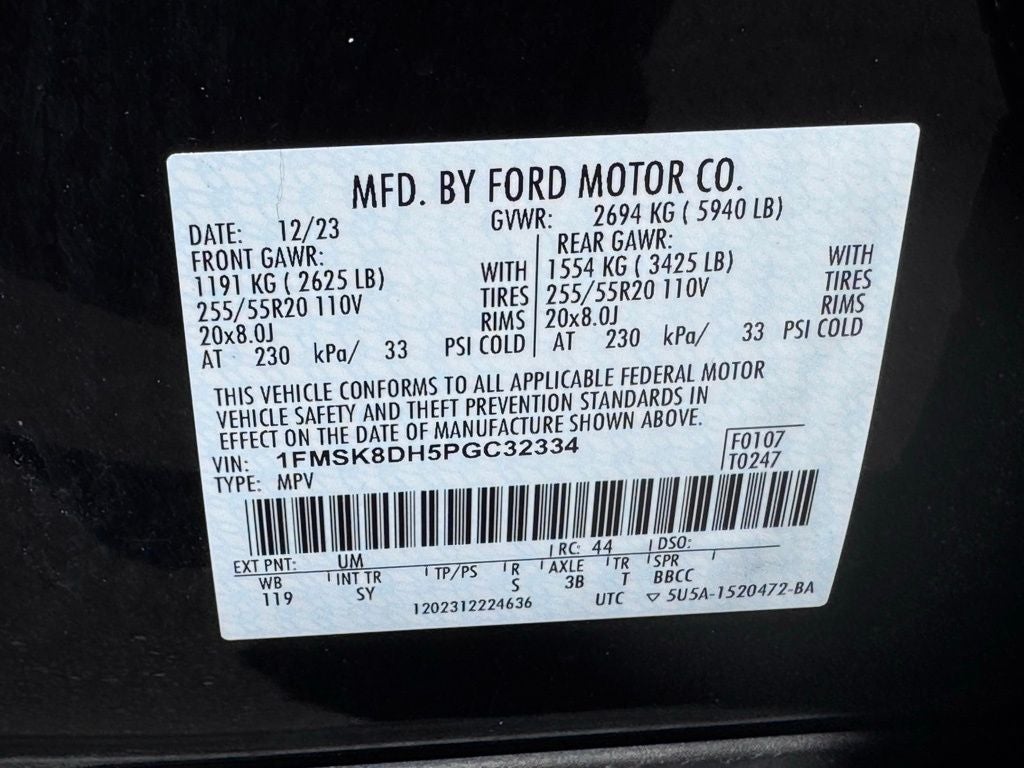 MFD. BY FORD MOTOR CO.
DATE: 12/23 GVWR: 2694 KG ( 5940 LB)
FRONT GAWR: REAR GAWR:
1191 KG ( 2625 LB) WITH 1554 KG ( 3425 LB) WITH
255/55R20 110V TIRES 255/55R20 110V TIRES
20x8.0J RIMS 20x8.0J RIMS
AT 230 kPa/ 33 PSI COLD AT 230 kPa/ 33 PSI COLD
THIS VEHICLE CONFORMS TO ALL APPLICABLE FEDERAL MOTOR
VEHICLE SAFETY AND THEFT PREVENTION STANDARDS IN
EFFECT ON THE DATE OF MANUFACTURE SHOWN ABOVE.
VIN: 1FMSK8DH5PGC32334 F0107
TYPE: MPV T0247
EXT PNT: UM RC: 44 DSO:
WB INT TR TP/PS R AXLE TR SPR
119 SY S 3B T BBCC
1202312224636 UTC ▽ 5U5A-1520472-BA